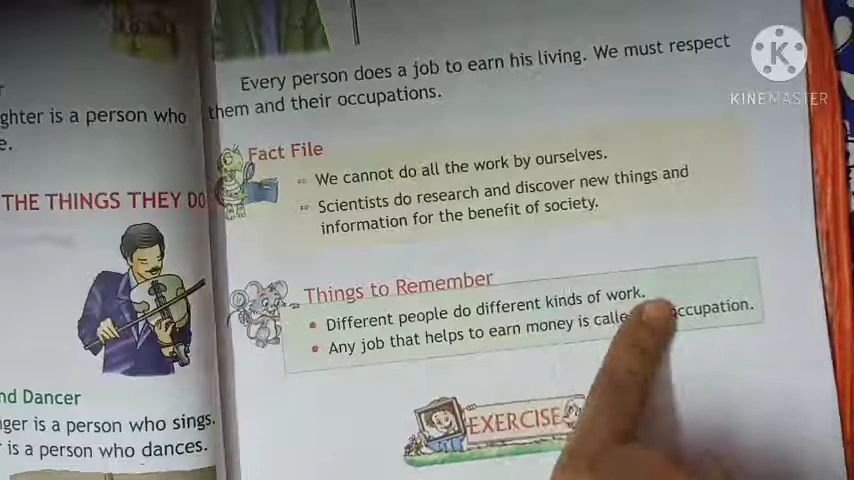 ghter is a person who
e.
THE THINGS THEY DO
nd Dancer
ger is a person who sings.
is a person who dances.
Every person does a job to earn his living. We must respect
them and their occupations.
Fact File
We cannot do all the work by ourselves.
Scientists do research and discover new things and
information for the benefit of society.
Things to Remember
Different people do different kinds of work.
Any job that helps to earn money is calle ccupation.
EXERCISE
K
KINEMASTER